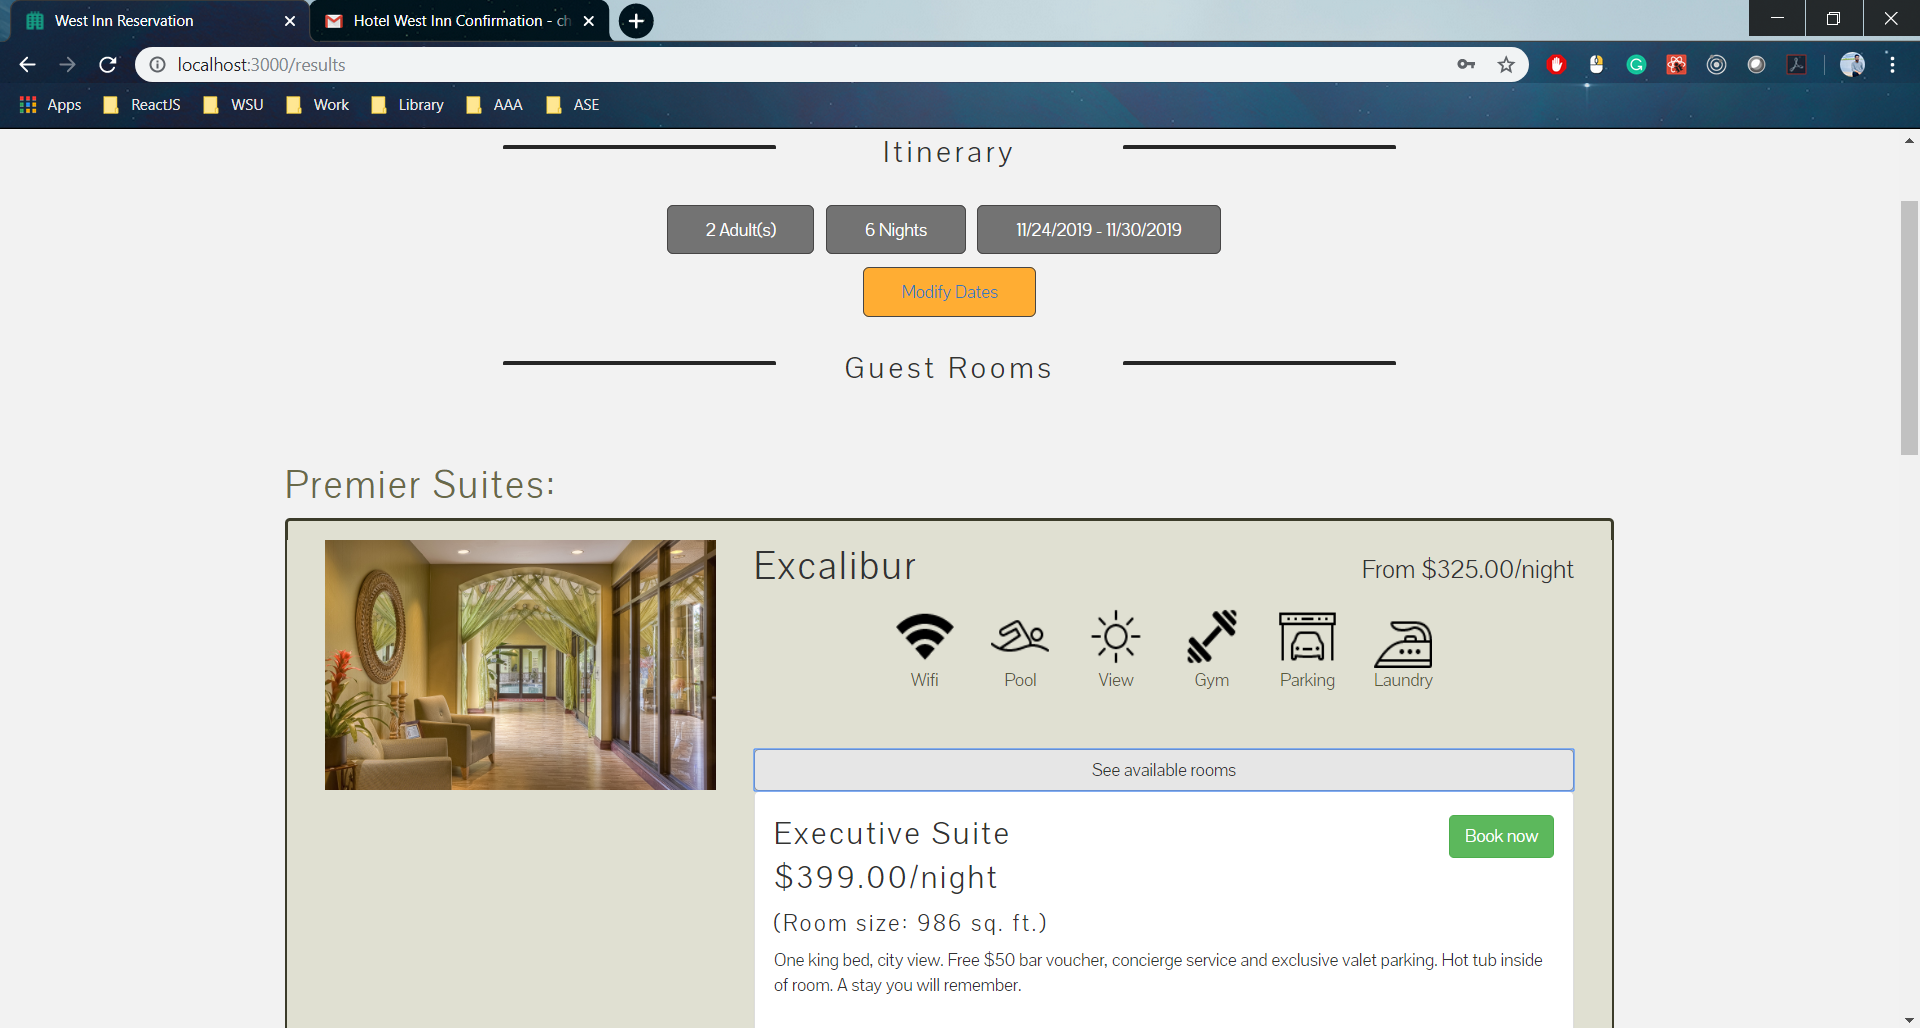 West Inn Reservation
Hotel West Inn Confirmation - ch
localhost:3000/results
Apps ReactJS WSU Work Library AAA ASE
Itinerary
2 Adult(s) 6 Nights 11/24/2019 - 11/30/2019
Modify Dates
Guest Rooms
Premier Suites:
Excalibur
From $325.00/night
Wifi Pool View Gym Parking Laundry
See available rooms
Executive Suite
Book now
$399.00/night
(Room size: 986 sq. ft.)
One king bed, city view. Free $50 bar voucher, concierge service and exclusive valet parking. Hot tub inside
of room. A stay you will remember.